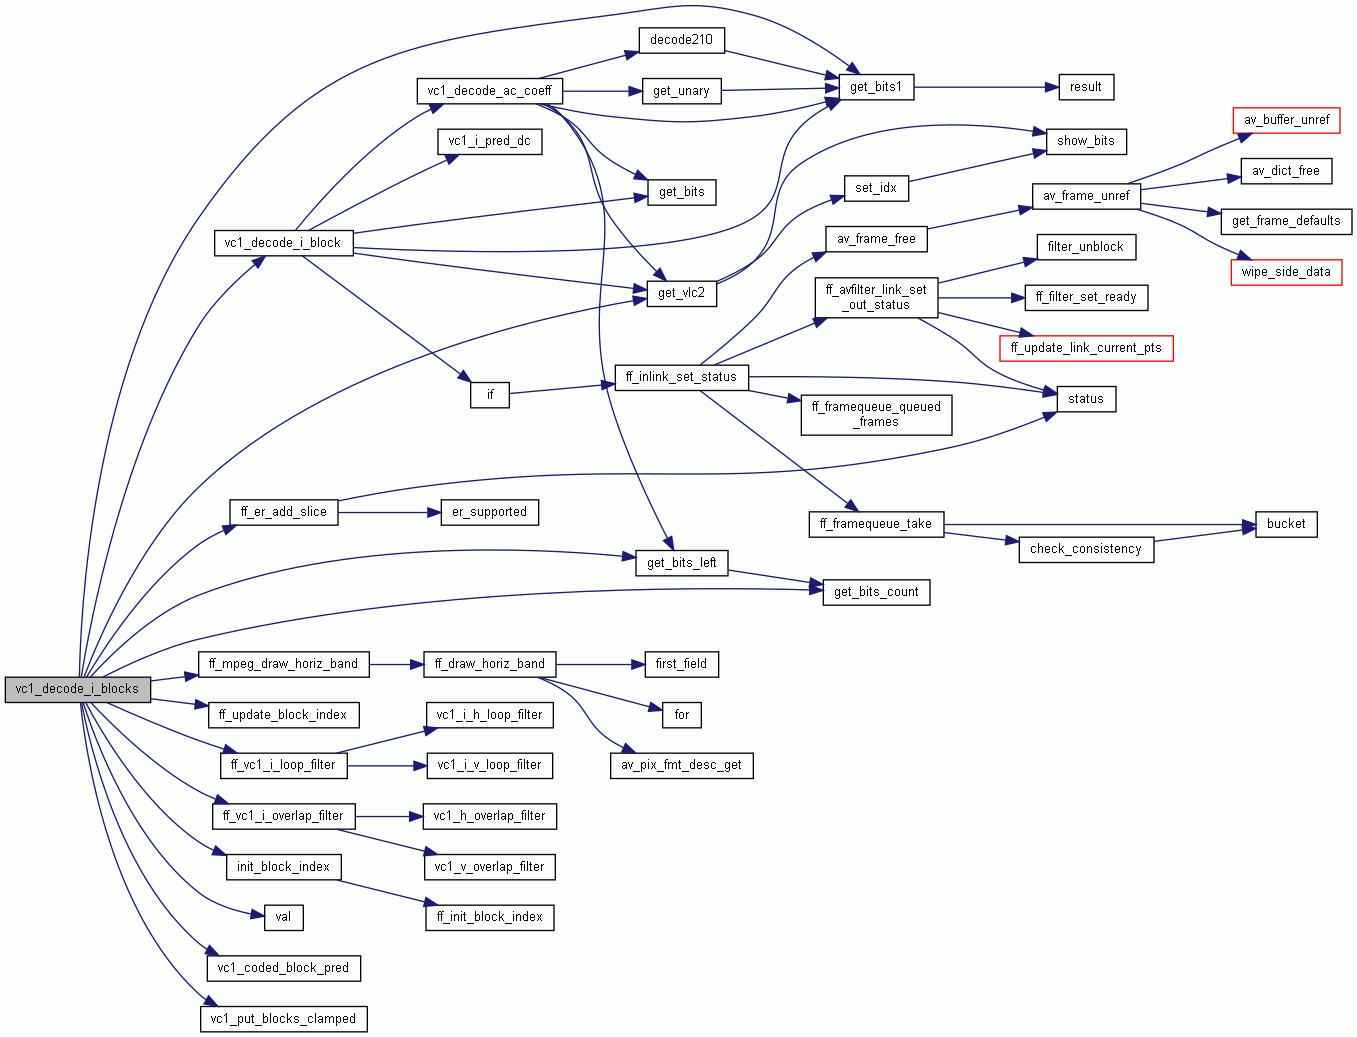 decode210
vc1_decode_ac_coeff
get_unary
get_bits1
result
av_buffer_unref
vc1_i_pred_dc
show_bits
av_dict_free
get_bits
set_idx
av_frame_unref
get_frame_defaults
vc1_decode_i_block
av_frame_free
filter_unblock
wipe_side_data
get_vlc2
ff_avfilter_link_set
_out_status
ff_filter_set_ready
ff_update_link_current_pts
ff_inlink_set_status
if
status
ff_framequeue_queued
_frames
ff_er_add_slice
er_supported
ff_framequeue_take
bucket
check_consistency
get_bits_left
get_bits_count
ff_mpeg_draw_horiz_band
ff_draw_horiz_band
first_field
vc1_decode_i_blocks
ff_update_block_index
vc1_i_h_loop_filter
for
ff_vc1_i_loop_filter
vc1_i_v_loop_filter
av_pix_fmt_desc_get
ff_vc1_i_overlap_filter
vc1_h_overlap_filter
init_block_index
vc1_v_overlap_filter
val
ff_init_block_index
vc1_coded_block_pred
vc1_put_blocks_clamped